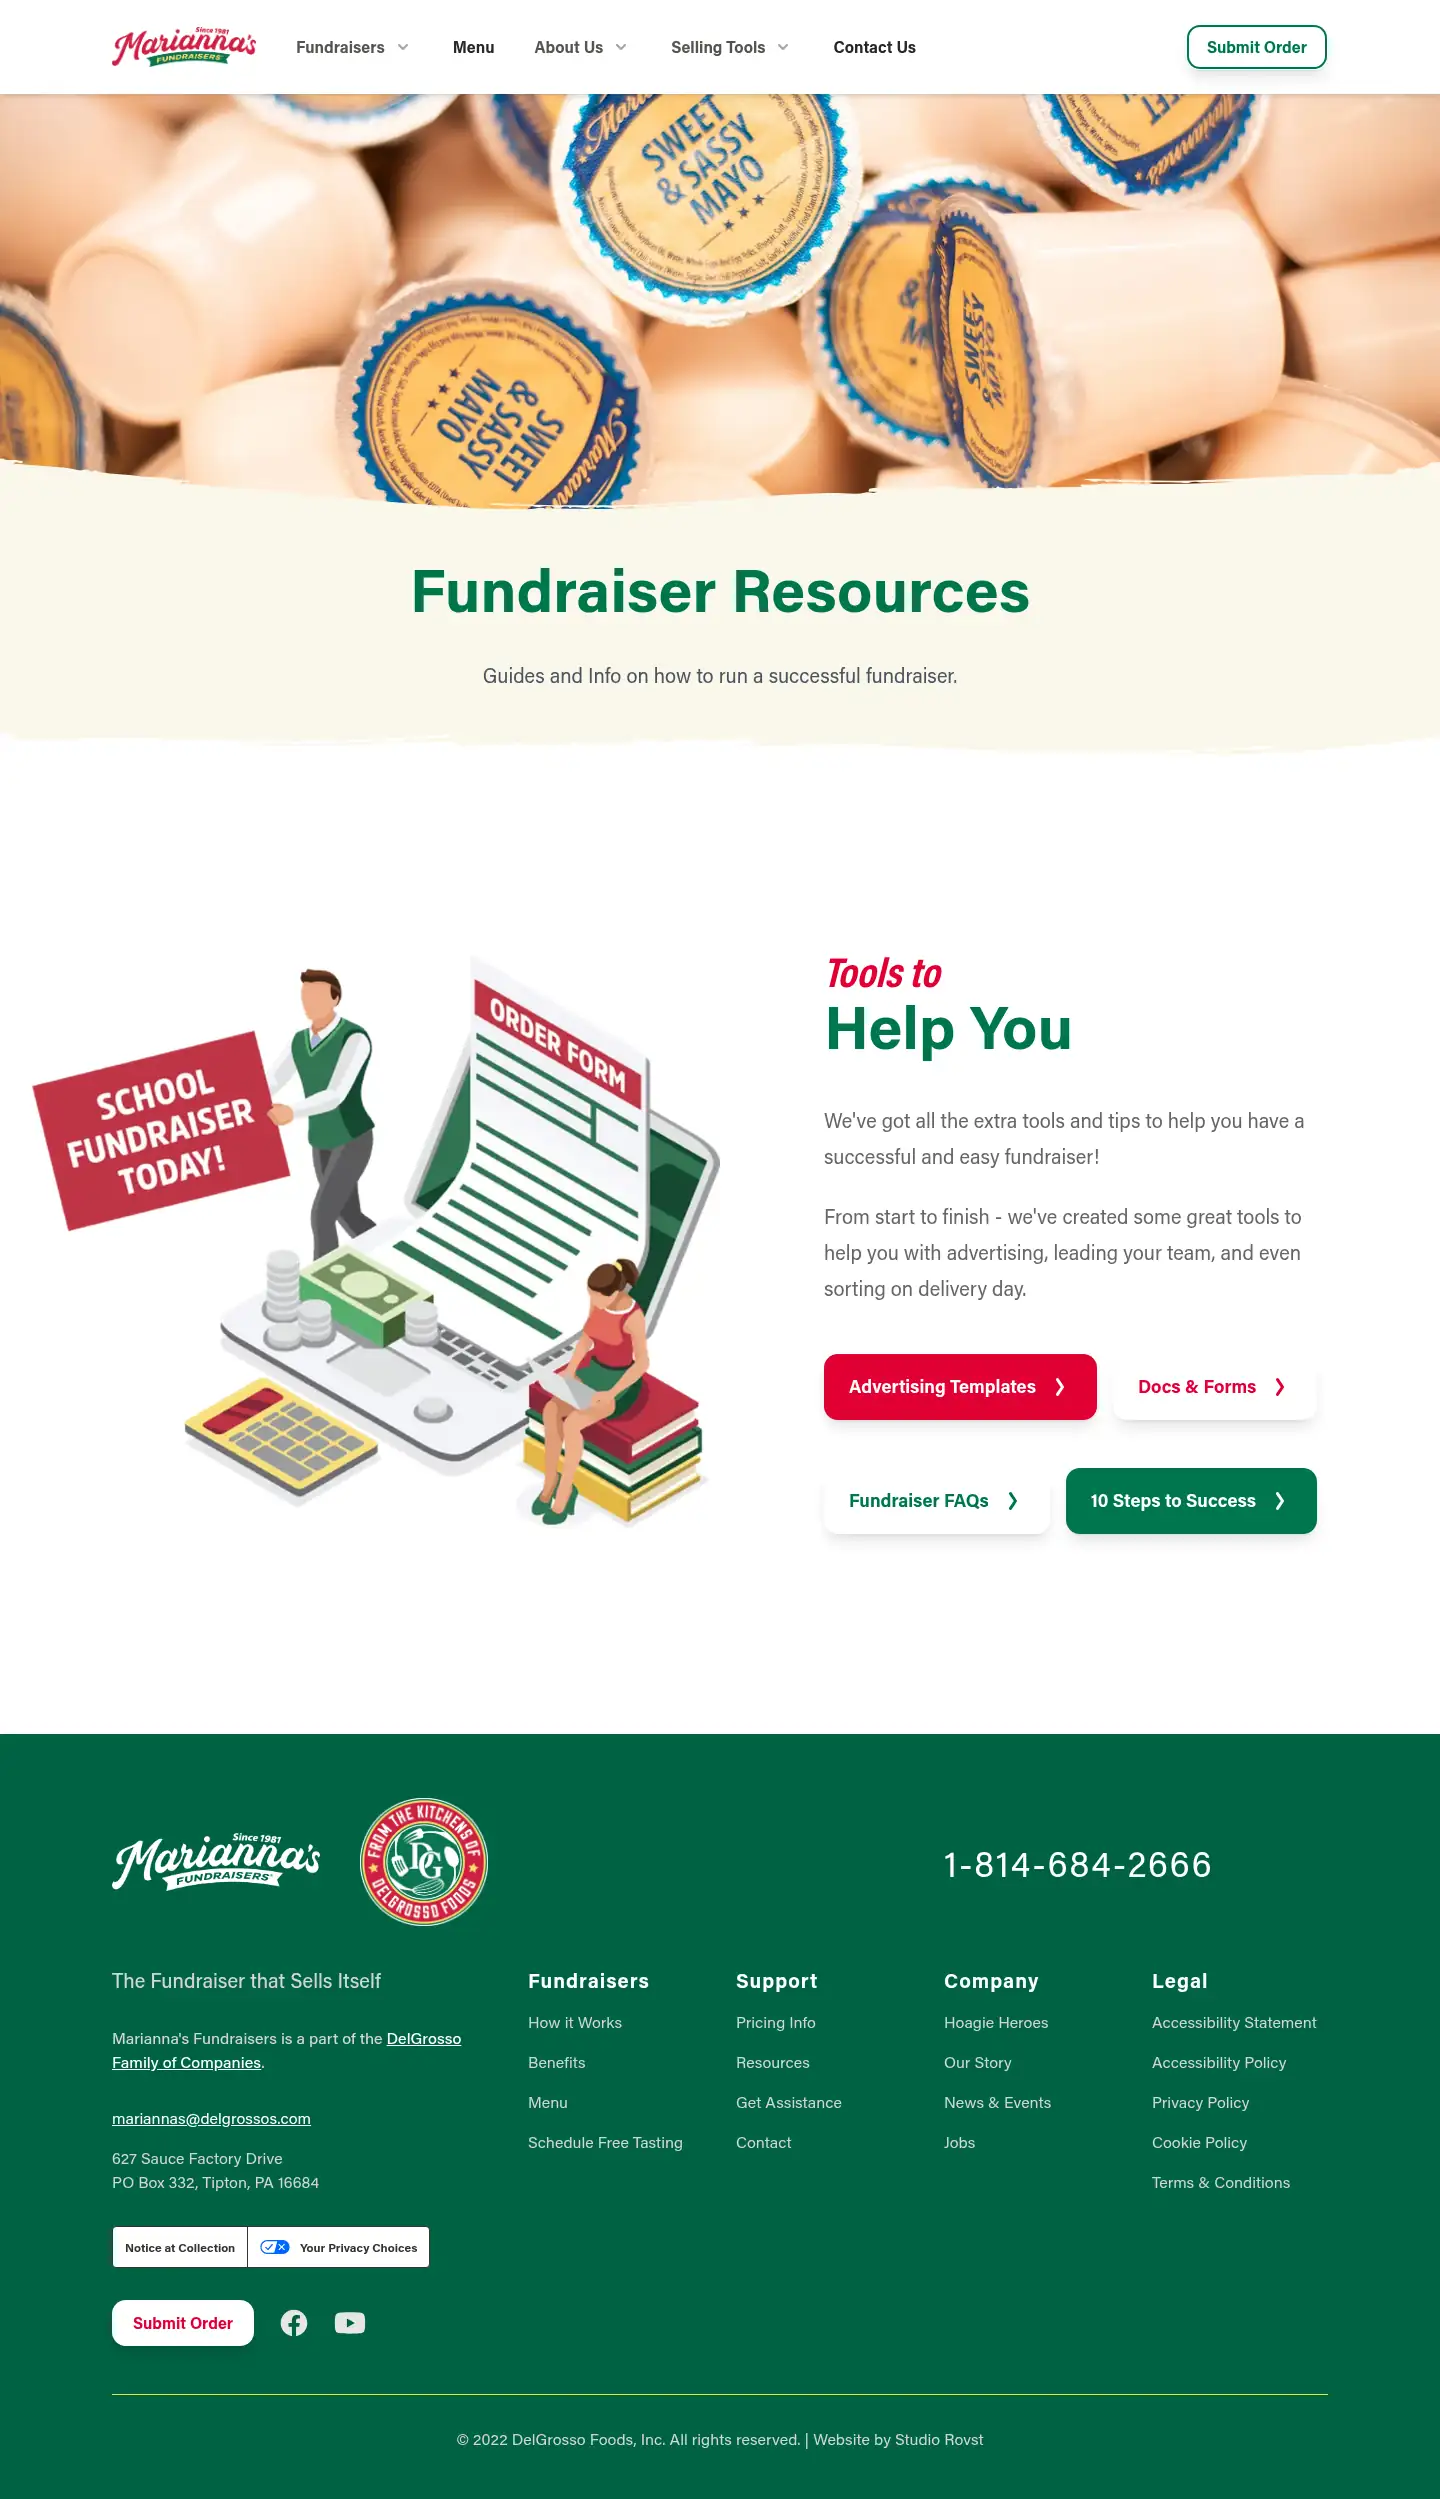 Since 1981
Marianna's
FUNDRAISERS
Fundraisers
Menu
About Us
Selling Tools
Contact Us
Submit Order
SWEET
& SASSY
MAYO
SWEET
& SASSY
MAYO
SWEET
&
MAYO
Fundraiser Resources
Guides and Info on how to run a successful fundraiser.
SCHOOL
FUNDRAISER
TODAY!
ORDER FORM
Tools to
Help You
We've got all the extra tools and tips to help you have a
successful and easy fundraiser!
From start to finish - we've created some great tools to
help you with advertising, leading your team, and even
sorting on delivery day.
Advertising Templates
Docs & Forms
Fundraiser FAQs
10 Steps to Success
Since 1981
Marianna's
FUNDRAISERS
FROM THE KITCHENS OF
DG
DELGROSSO FOODS
1-814-684-2666
The Fundraiser that Sells Itself
Marianna's Fundraisers is a part of the DelGrosso
Family of Companies.
mariannas@delgrossos.com
627 Sauce Factory Drive
PO Box 332, Tipton, PA 16684
Notice at Collection
Your Privacy Choices
Submit Order
Fundraisers
How it Works
Benefits
Menu
Schedule Free Tasting
Support
Pricing Info
Resources
Get Assistance
Contact
Company
Hoagie Heroes
Our Story
News & Events
Jobs
Legal
Accessibility Statement
Accessibility Policy
Privacy Policy
Cookie Policy
Terms & Conditions
© 2022 DelGrosso Foods, Inc. All rights reserved. | Website by Studio Rovst